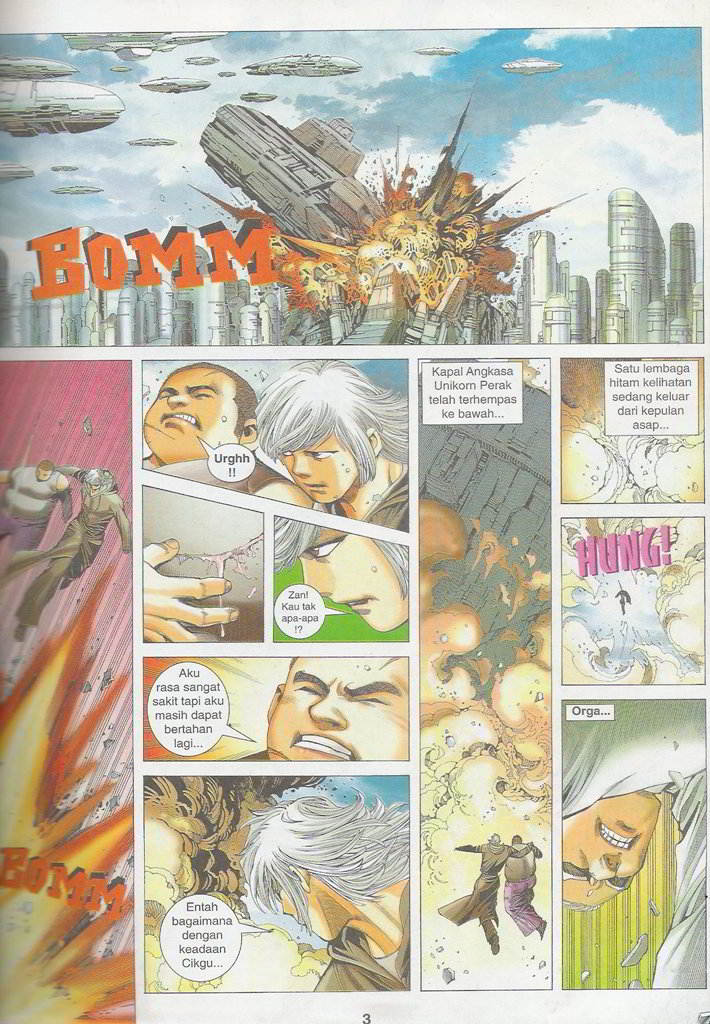 BOMM
BOMM
Urghh
!!
Zan!
Kau tak
apa-apa
!?
Aku
rasa sangat
sakit tapi aku
masih dapat
bertahan
lagi...
Entah
bagaimana
dengan
keadaan
Cikgu...
Kapal Angkasa
Unikorn Perak
telah terhempas
ke bawah...
Satu lembaga
hitam kelihatan
sedang keluar
dari kepulan
asap...
HUNG!
Orga...
3